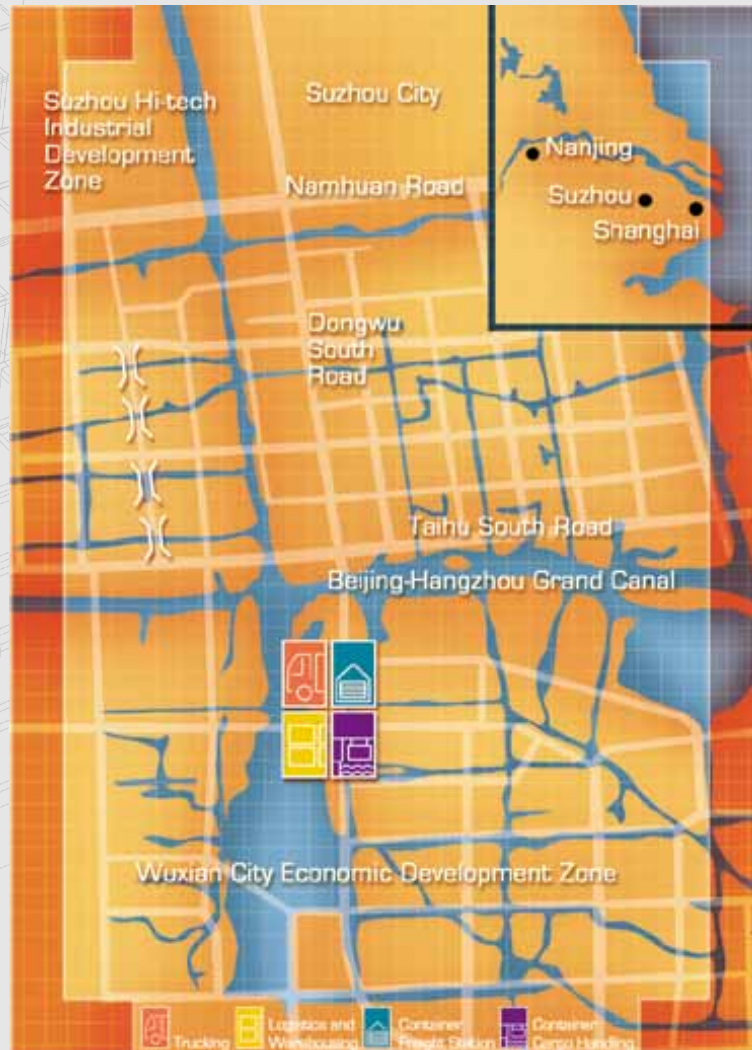 Suzhou Hi-tech
Industrial
Development
Zone
Suzhou City
Namhuan Road
Nanjing
Suzhou
Shanghai
Dongwu
South
Road
Taihu South Road
Beijing-Hangzhou Grand Canal
Wuxian City Economic Development Zone
Trucking
Logistics and
Warehousing
Container
Freight Station
Container
Cargo Handling